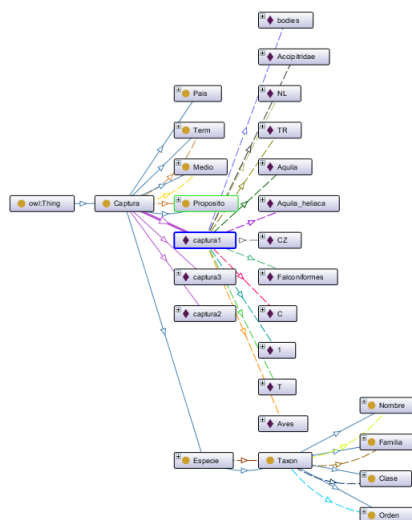 bodies
Accipitridae
Pais
NL
Term
TR
Medio
Aquila
owl:Thing
Captura
Proposito
Aquila_heliaca
captura1
CZ
captura3
Falconiformes
captura2
C
1
T
Nombre
Aves
Familia
Especie
Taxon
Clase
Orden